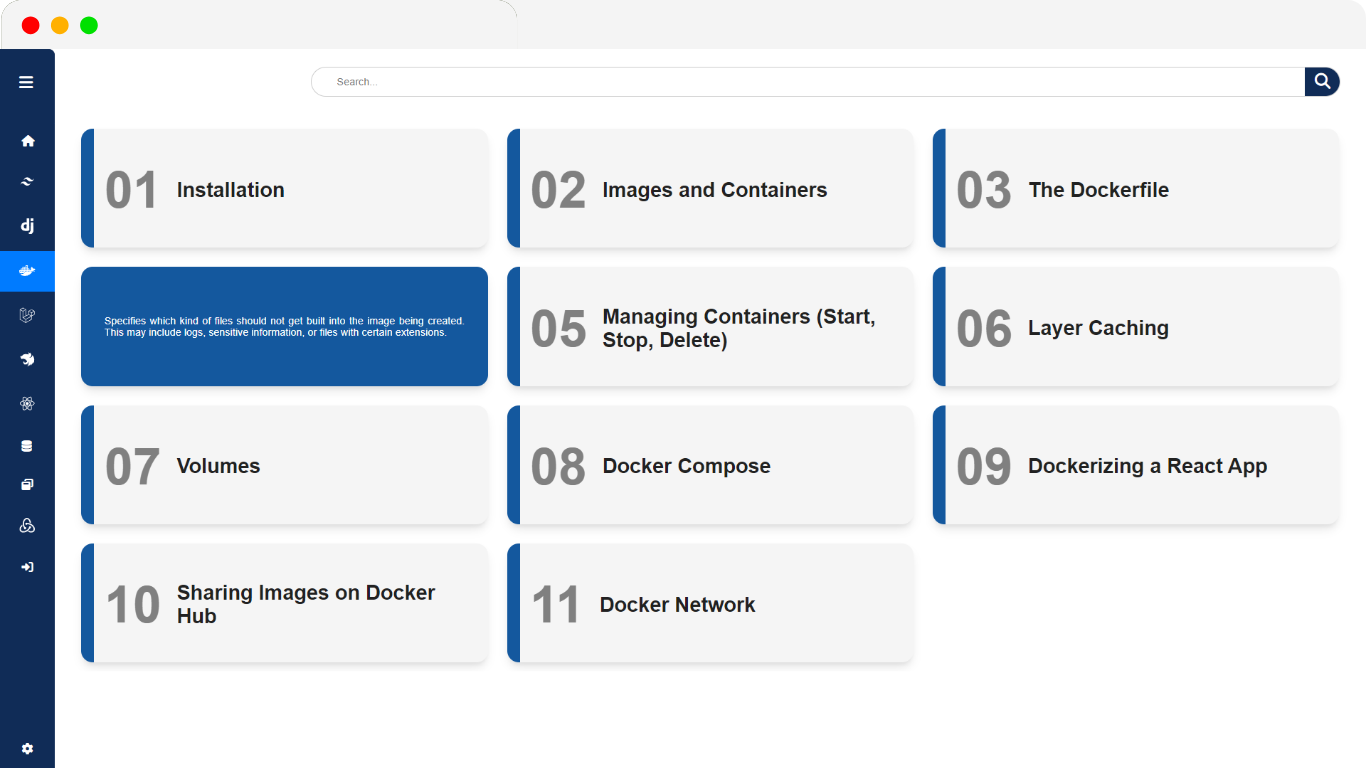 Search...
01 Installation
02 Images and Containers
03 The Dockerfile
dj
Specifies which kind of files should not get built into the image being created.
This may include logs, sensitive information, or files with certain extensions.
05 Managing Containers (Start,
Stop, Delete)
06 Layer Caching
07 Volumes
08 Docker Compose
09 Dockerizing a React App
10 Sharing Images on Docker
Hub
11 Docker Network